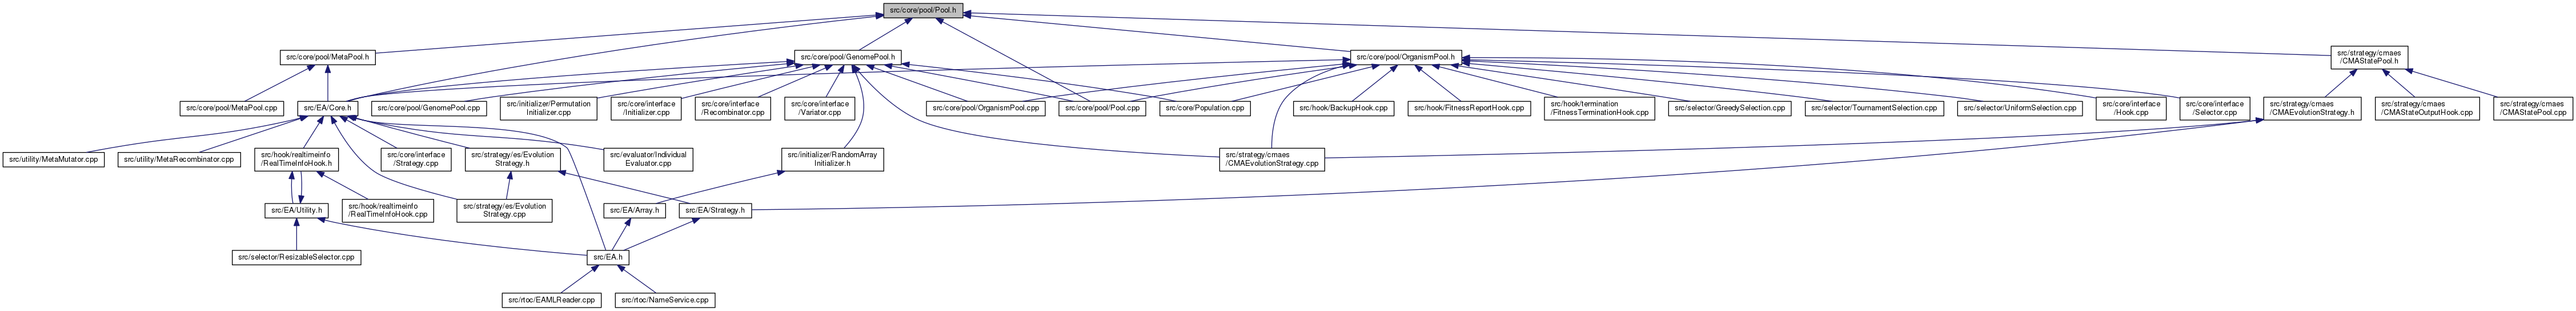 src/core/pool/Pool.h
src/core/pool/MetaPool.h
src/core/pool/GenomePool.h
src/core/pool/OrganismPool.h
src/strategy/cmaes
/CMAStatePool.h
src/core/pool/MetaPool.cpp
src/EA/Core.h
src/core/pool/GenomePool.cpp
src/initializer/Permutation
Initializer.cpp
src/core/interface
/Initializer.cpp
src/core/interface
/Recombinator.cpp
src/core/interface
/Variator.cpp
src/core/pool/OrganismPool.cpp
src/core/pool/Pool.cpp
src/core/Population.cpp
src/hook/BackupHook.cpp
src/hook/FitnessReportHook.cpp
src/hook/termination
/FitnessTerminationHook.cpp
src/selector/GreedySelection.cpp
src/selector/TournamentSelection.cpp
src/selector/UniformSelection.cpp
src/core/interface
/Hook.cpp
src/core/interface
/Selector.cpp
src/strategy/cmaes
/CMAEvolutionStrategy.h
src/strategy/cmaes
/CMAStateOutputHook.cpp
src/strategy/cmaes
/CMAStatePool.cpp
src/utility/MetaMutator.cpp
src/utility/MetaRecombinator.cpp
src/hook/realtimeinfo
/RealTimeInfoHook.h
src/core/interface
/Strategy.cpp
src/strategy/es/Evolution
Strategy.h
src/evaluator/Individual
Evaluator.cpp
src/initializer/RandomArray
Initializer.h
src/strategy/cmaes
/CMAEvolutionStrategy.cpp
src/EA/Utility.h
src/hook/realtimeinfo
/RealTimeInfoHook.cpp
src/strategy/es/Evolution
Strategy.cpp
src/EA/Array.h
src/EA/Strategy.h
src/selector/ResizableSelector.cpp
src/EA.h
src/rtoc/EAMLReader.cpp
src/rtoc/NameService.cpp